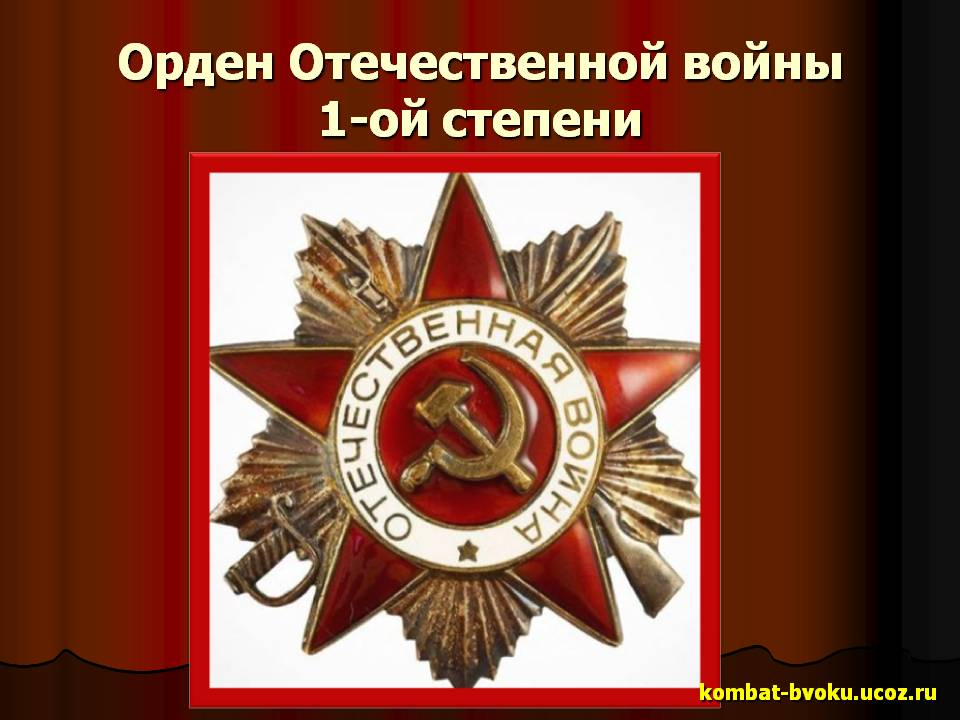 Орден Отечественной войны
1-ой степени
ОТЕЧЕСТВЕННАЯ ВОЙНА
kombat-bvoku.ucoz.ru